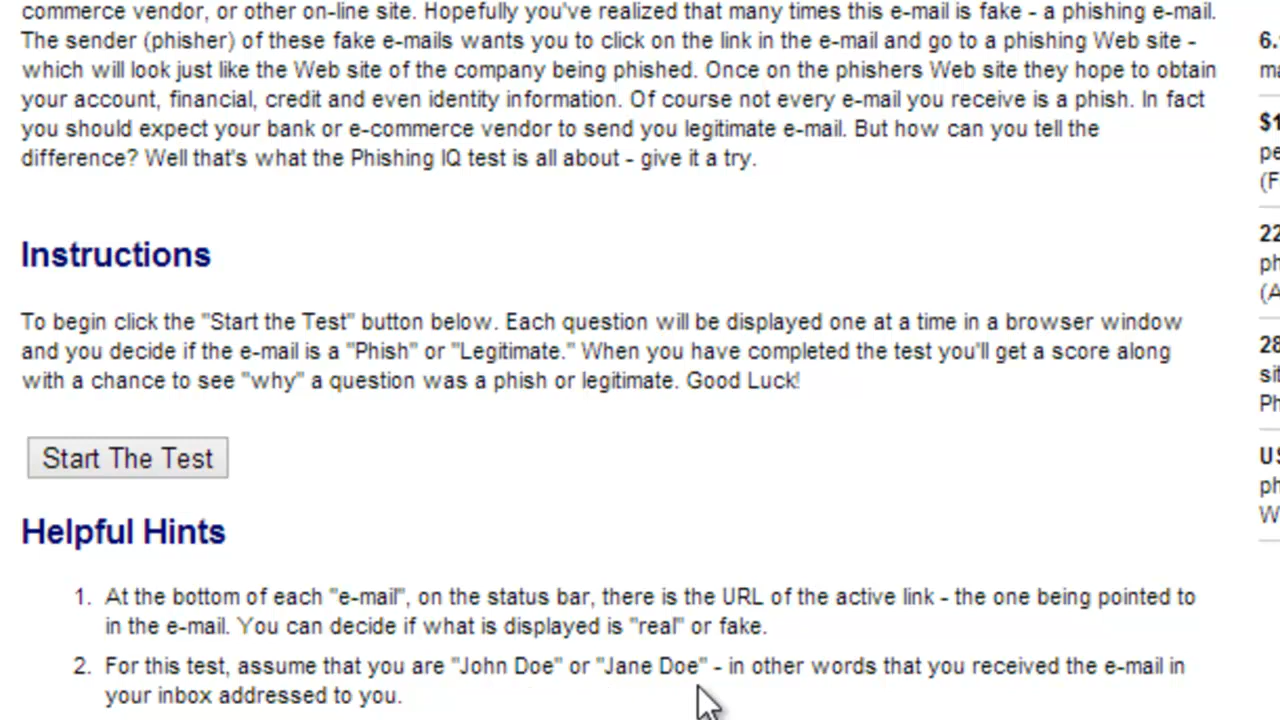 commerce vendor, or other on-line site. Hopefully you've realized that many times this e-mail is fake - a phishing e-mail.
The sender (phisher) of these fake e-mails wants you to click on the link in the e-mail and go to a phishing Web site -
which will look just like the Web site of the company being phished. Once on the phishers Web site they hope to obtain
your account, financial, credit and even identity information. Of course not every e-mail you receive is a phish. In fact
you should expect your bank or e-commerce vendor to send you legitimate e-mail. But how can you tell the
difference? Well that's what the Phishing IQ test is all about - give it a try.
Instructions
To begin click the "Start the Test" button below. Each question will be displayed one at a time in a browser window
and you decide if the e-mail is a "Phish" or "Legitimate." When you have completed the test you'll get a score along
with a chance to see "why" a question was a phish or legitimate. Good Luck!
Start The Test
Helpful Hints
1. At the bottom of each "e-mail", on the status bar, there is the URL of the active link - the one being pointed to
in the e-mail. You can decide if what is displayed is "real" or fake.
2. For this test, assume that you are "John Doe" or "Jane Doe" - in other words that you received the e-mail in
your inbox addressed to you.